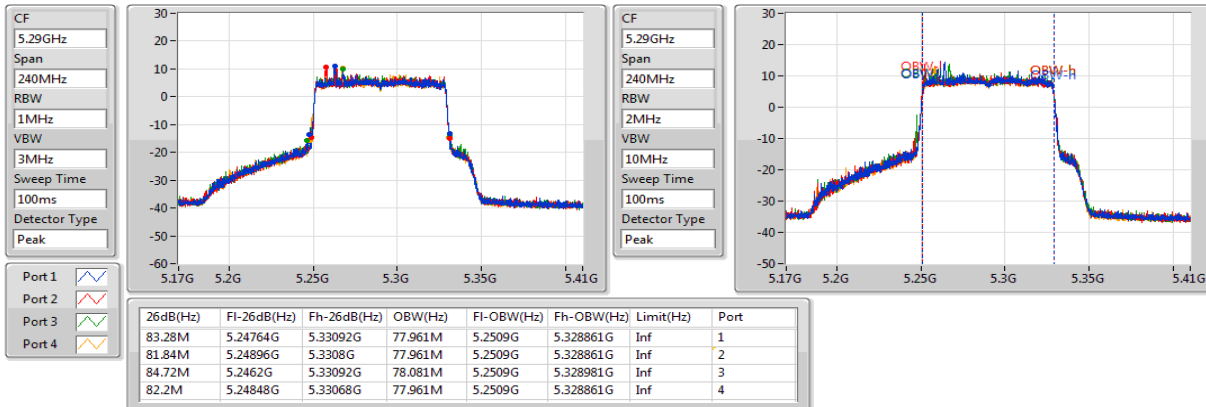 CF
5.29GHz
Span
240MHz
RBW
1MHz
VBW
3MHz
Sweep Time
100ms
Detector Type
Peak
Port 1
Port 2
Port 3
Port 4
30
20
10
0
-10
-20
-30
-40
-50
-60
5.17G 5.2G 5.25G 5.3G 5.35G 5.41G
CF
5.29GHz
Span
240MHz
RBW
2MHz
VBW
10MHz
Sweep Time
100ms
Detector Type
Peak
30
20
10
0
-10
-20
-30
-40
-50
OBW-h
5.17G 5.2G 5.25G 5.3G 5.35G 5.41G
26dB(Hz) Fl-26dB(Hz) Fh-26dB(Hz) OBW(Hz) Fl-OBW(Hz) Fh-OBW(Hz) Limit(Hz) Port
83.28M 5.24764G 5.33092G 77.961M 5.2509G 5.328861G Inf 1
81.84M 5.24896G 5.3308G 77.961M 5.2509G 5.328861G Inf 2
84.72M 5.2462G 5.33092G 78.081M 5.2509G 5.328981G Inf 3
82.2M 5.24848G 5.33068G 77.961M 5.2509G 5.328861G Inf 4